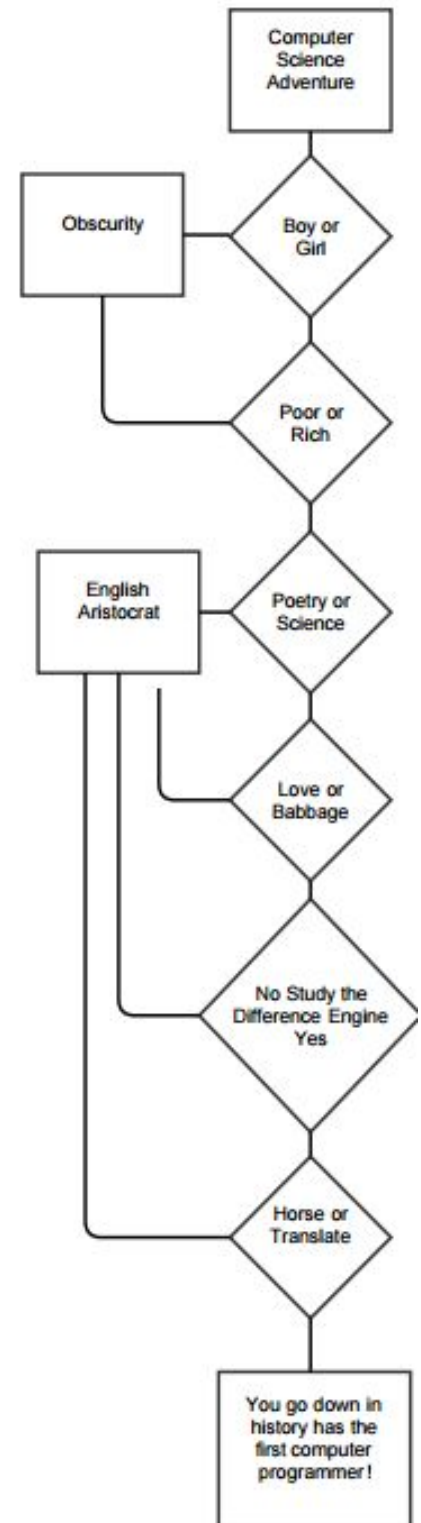 Computer
Science
Adventure
Obscurity
Boy or
Girl
Poor or
Rich
English
Aristocrat
Poetry or
Science
Love or
Babbage
No Study the
Difference Engine
Yes
Horse or
Translate
You go down in
history has the
first computer
programmer!